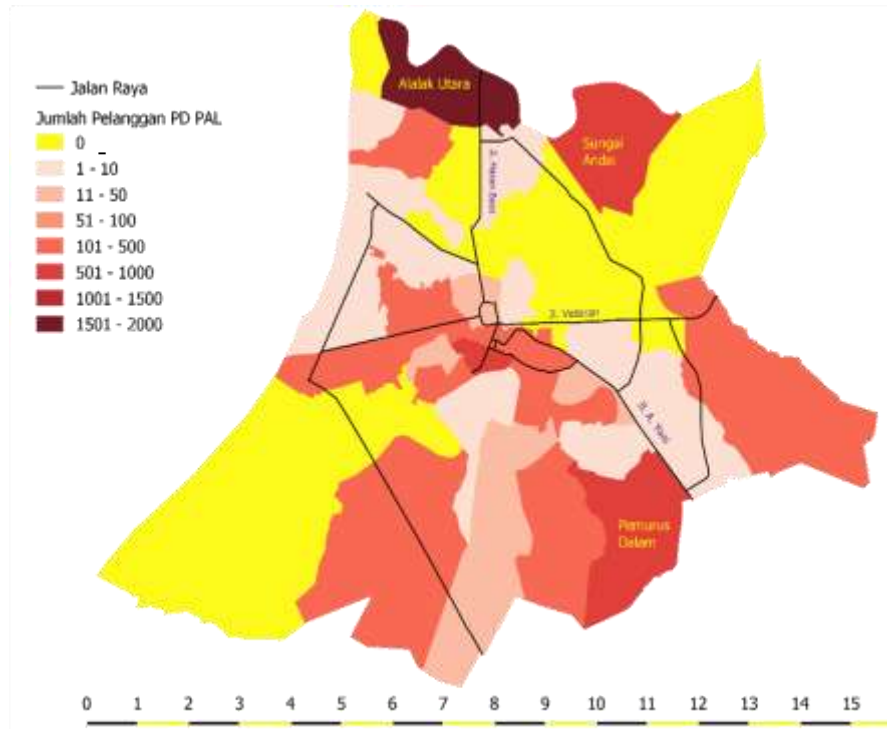 Alalak Utara
Jalan Raya
Jumlah Pelanggan PD PAL
0
1 - 10
11 - 50
51 - 100
101 - 500
501 - 1000
1001 - 1500
1501 - 2000
Sungai
Andai
Jl. Veteran
Jl. A. Yani
Pemurus
Dalam
0 1 2 3 4 5 6 7 8 9 10 11 12 13 14 15